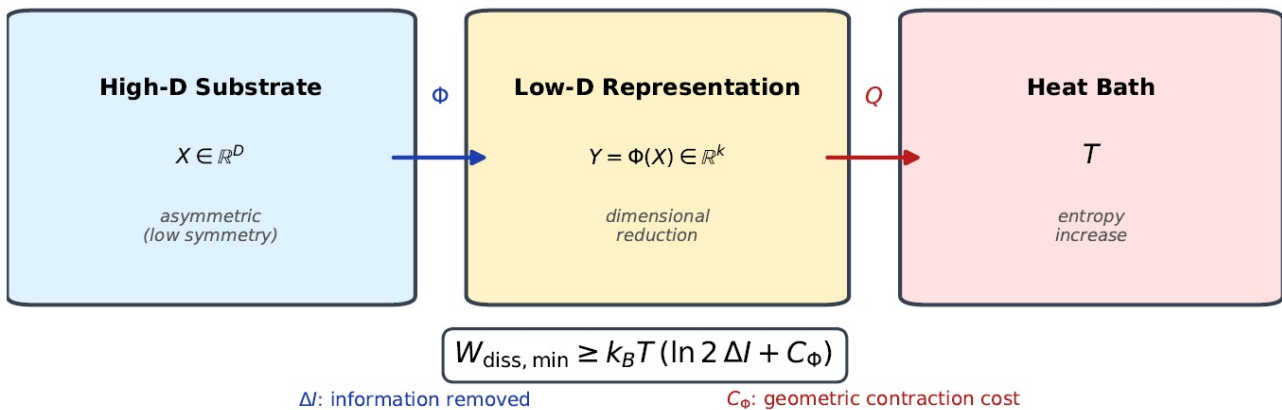 High-D Substrate
X ∈ ℝ^D
asymmetric
(low symmetry)
Φ
Low-D Representation
Y = Φ(X) ∈ ℝ^k
dimensional
reduction
Q
Heat Bath
T
entropy
increase
W_diss, min ≥ k_B T (ln 2 ΔI + C_Φ)
ΔI: information removed
C_Φ: geometric contraction cost